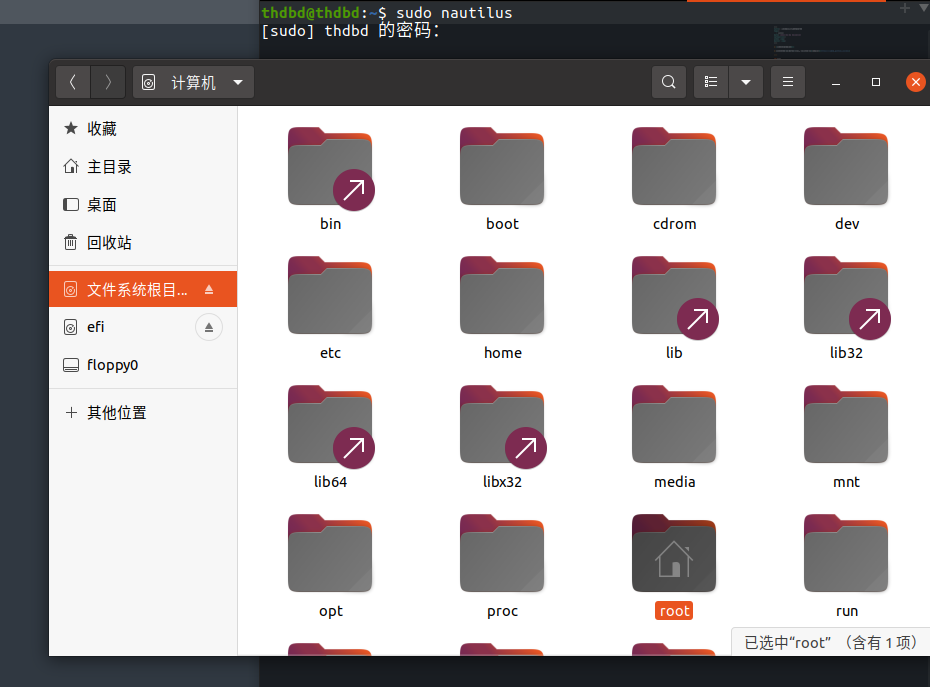 thdbd@thdbd:~$ sudo nautilus
[sudo] thdbd 的密码：
计算机
收藏
主目录
桌面
回收站
文件系统根目...
efi
floppy0
其他位置
bin boot cdrom dev
etc home lib lib32
lib64 libx32 media mnt
opt proc root run
已选中“root” （含有 1 项）